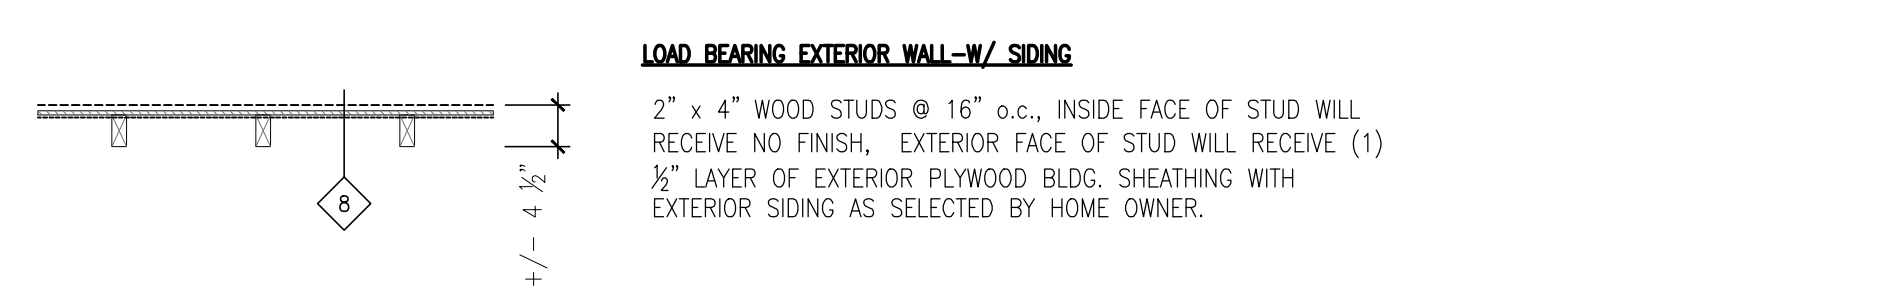 LOAD BEARING EXTERIOR WALL-W/ SIDING
2" x 4" WOOD STUDS @ 16" o.c., INSIDE FACE OF STUD WILL
RECEIVE NO FINISH, EXTERIOR FACE OF STUD WILL RECEIVE (1)
½" LAYER OF EXTERIOR PLYWOOD BLDG. SHEATHING WITH
EXTERIOR SIDING AS SELECTED BY HOME OWNER.
8
+/- 4 ½"